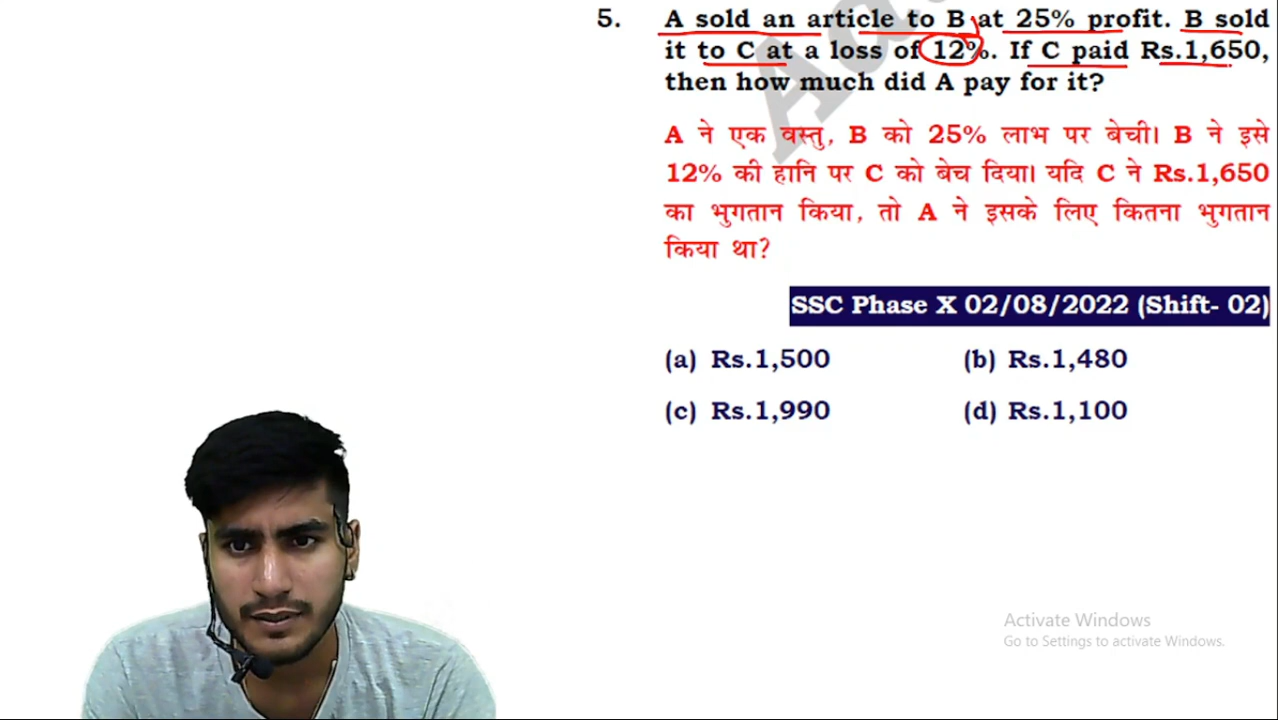 5. A sold an article to B at 25% profit. B sold
it to C at a loss of 12%. If C paid Rs.1,650,
then how much did A pay for it?
A ने एक वस्तु, B को 25% लाभ पर बेची। B ने इसे
12% की हानि पर C को बेच दिया। यदि C ने Rs.1,650
का भुगतान किया, तो A ने इसके लिए कितना भुगतान
किया था?
SSC Phase X 02/08/2022 (Shift- 02)
(a) Rs.1,500 (b) Rs.1,480
(c) Rs.1,990 (d) Rs.1,100
Activate Windows
Go to Settings to activate Windows.